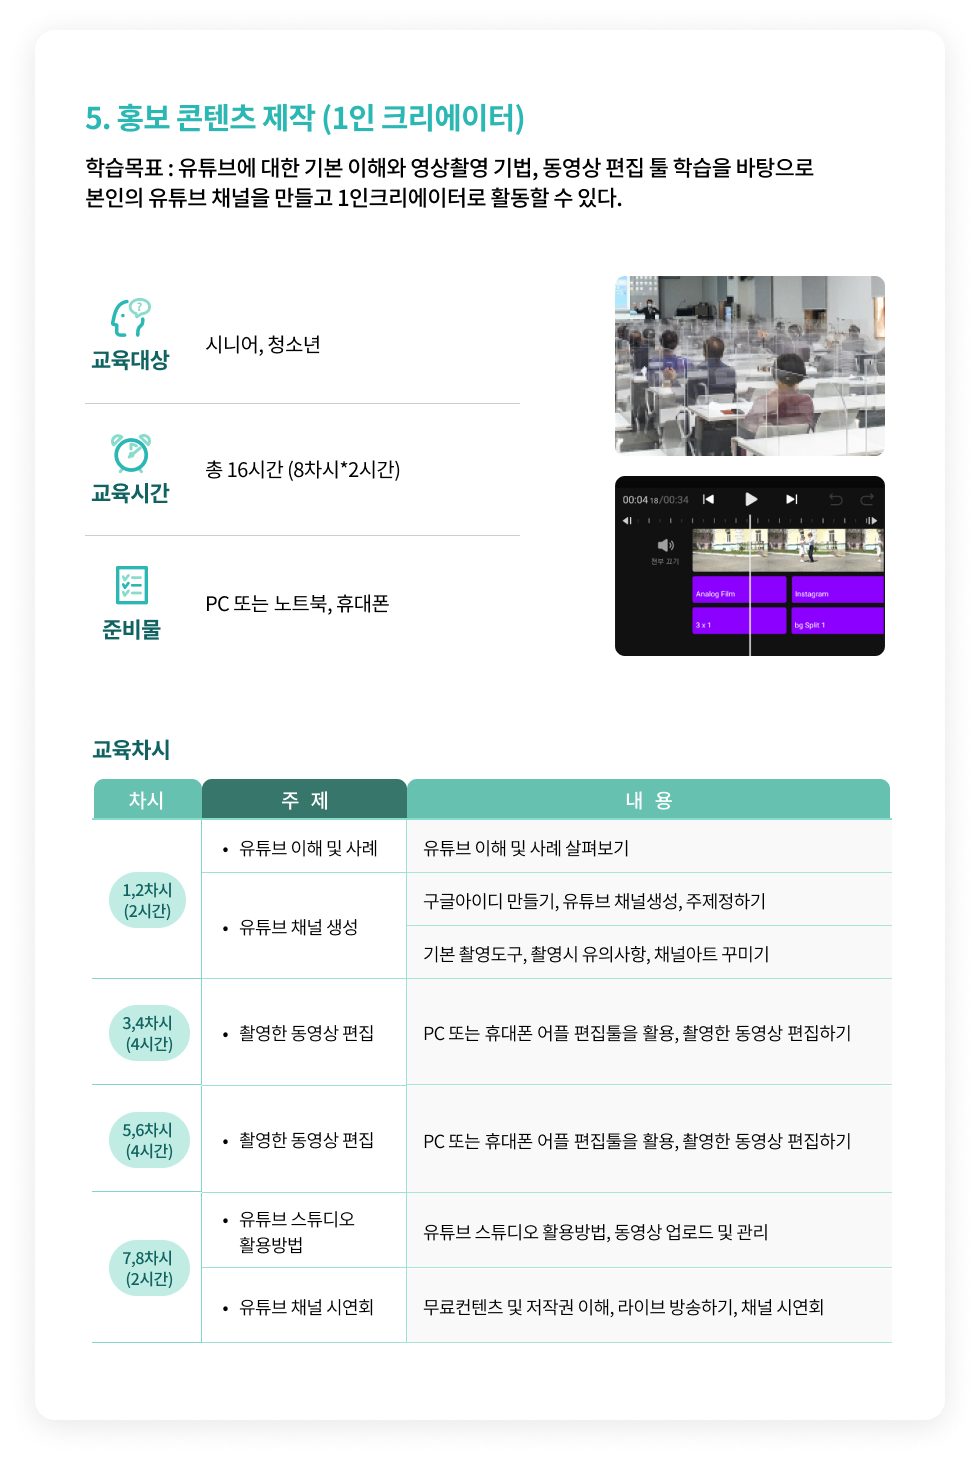 5. 홍보 콘텐츠 제작 (1인 크리에이터)
학습목표 : 유튜브에 대한 기본 이해와 영상촬영 기법, 동영상 편집 툴 학습을 바탕으로
본인의 유튜브 채널을 만들고 1인크리에이터로 활동할 수 있다.
?
교육대상
시니어, 청소년
교육시간
총 16시간 (8차시*2시간)
준비물
PC 또는 노트북, 휴대폰
00:04 18/00:34
전부 끄기
Analog Film
Instagram
3 x 1
bg Split 1
교육차시
차시
주 제
내 용
1,2차시
(2시간)
• 유튜브 이해 및 사례
유튜브 이해 및 사례 살펴보기
• 유튜브 채널 생성
구글아이디 만들기, 유튜브 채널생성, 주제정하기
기본 촬영도구, 촬영시 유의사항, 채널아트 꾸미기
3,4차시
(4시간)
• 촬영한 동영상 편집
PC 또는 휴대폰 어플 편집툴을 활용, 촬영한 동영상 편집하기
5,6차시
(4시간)
• 촬영한 동영상 편집
PC 또는 휴대폰 어플 편집툴을 활용, 촬영한 동영상 편집하기
7,8차시
(2시간)
• 유튜브 스튜디오
활용방법
유튜브 스튜디오 활용방법, 동영상 업로드 및 관리
• 유튜브 채널 시연회
무료컨텐츠 및 저작권 이해, 라이브 방송하기, 채널 시연회